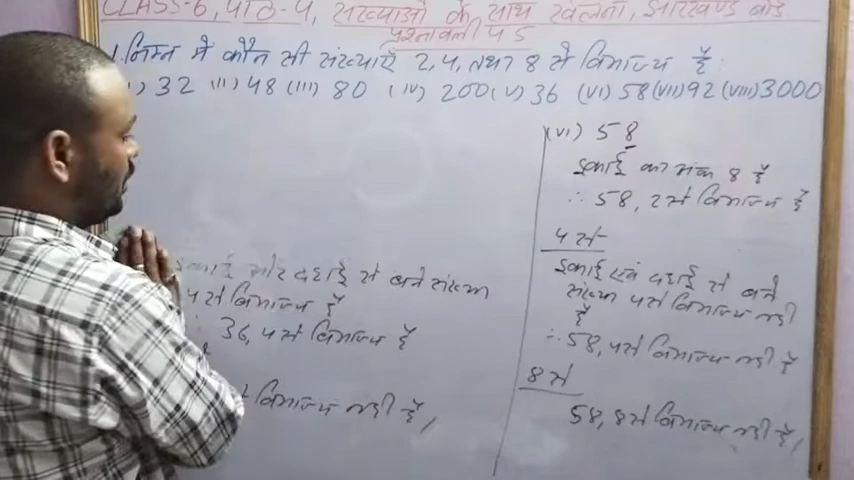 CLASS-6, पाठ-4, संख्याओं के साथ खेलना, झारखण्ड बोर्ड
प्रश्नावली 4.5
1. निम्न में कौन सी संख्याएँ 2, 4, तथा 8 से विभाज्य है:
) 32 (ii) 48 (iii) 80 (iv) 200 (v) 36 (vi) 58 (vii) 92 (viii) 3000
इकाई और दहाई से बने संख्या
4 से विभाज्य है
36, 4 से विभाज्य है
विभाज्य नही है,
(vi) 58
इकाई का अंक 8 है
∴ 58, 2 से विभाज्य है
4 से
इकाई एवं दहाई से बने
संख्या 4 से विभाज्य नही
है
∴ 58, 4 से विभाज्य नही है
8 से
58, 8 से विभाज्य नही है,